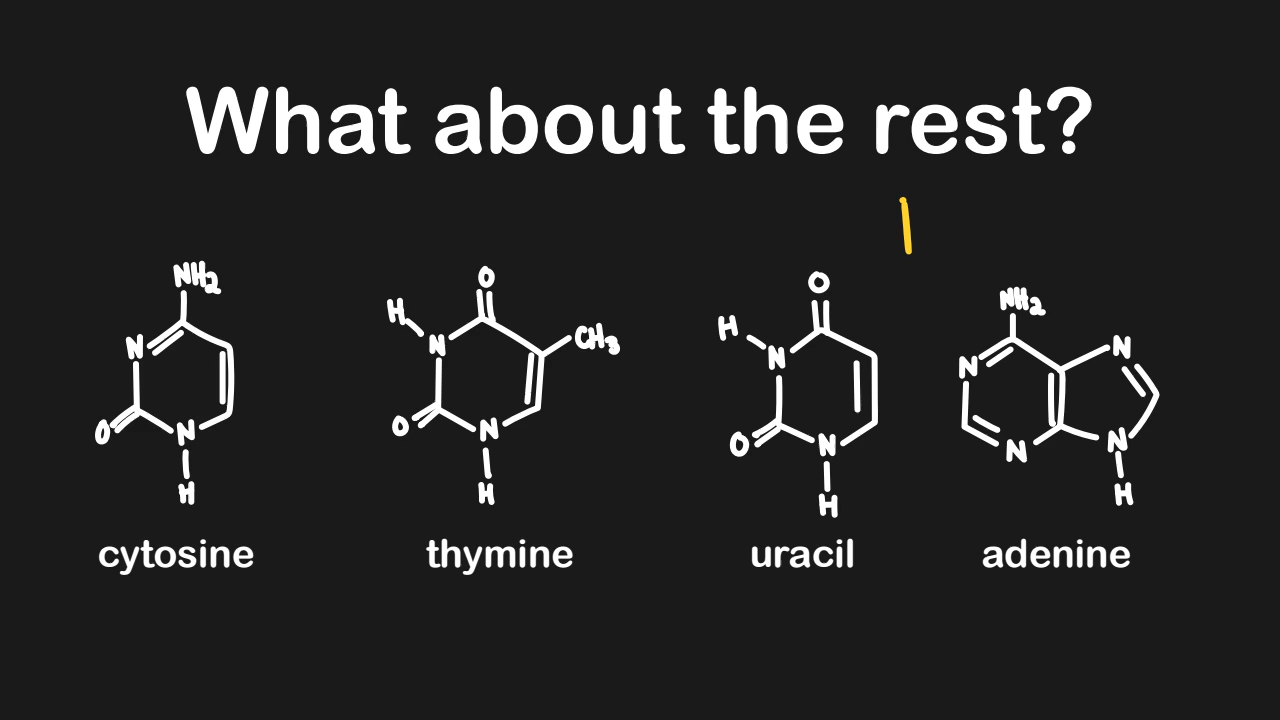 What about the rest?
NH2
N
O
N
H
cytosine
O
H
N
CH3
O
N
H
thymine
O
H
N
O
N
H
uracil
NH2
N
N
N
N
H
adenine